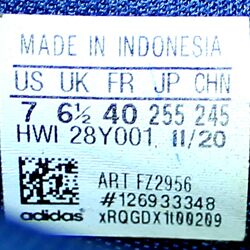 MADE IN INDONESIA
US UK FR JP CHN
7 6½ 40 255 245
HWI 28Y001 11/20
ART FZ2956
#126933348
adidas xRQGDX1t00209